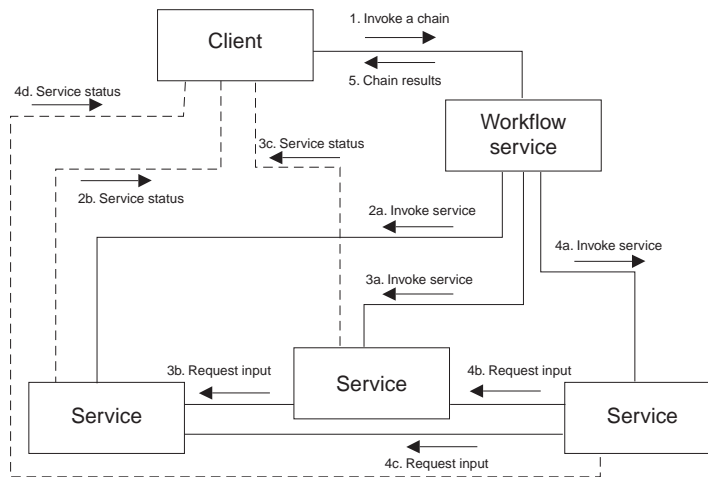 1. Invoke a chain
Client
5. Chain results
4d. Service status
Workflow
service
3c. Service status
2b. Service status
2a. Invoke service
4a. Invoke service
3a. Invoke service
3b. Request input
Service
4b. Request input
Service
Service
4c. Request input